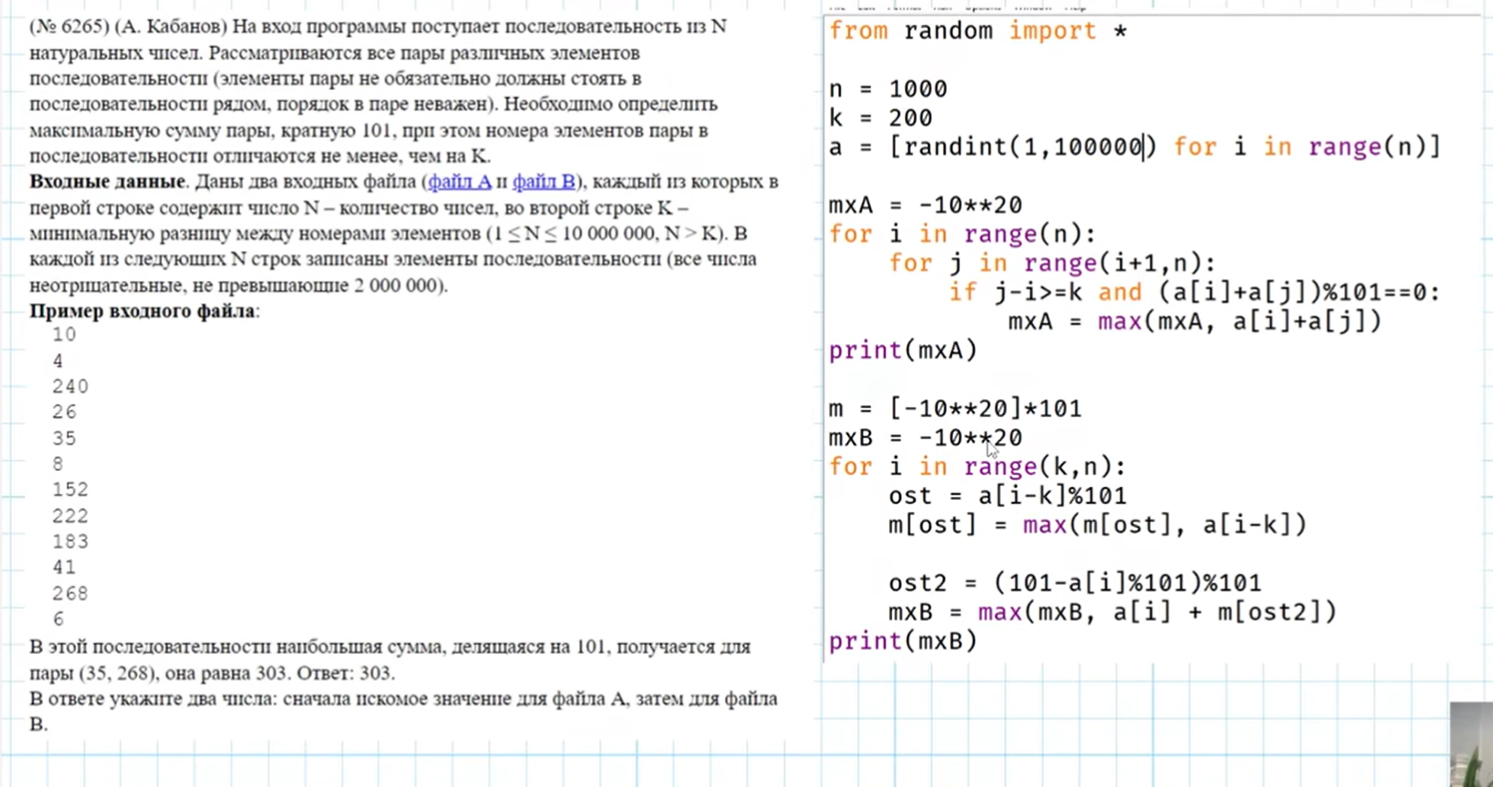 (№ 6265) (А. Кабанов) На вход программы поступает последовательность из N
натуральных чисел. Рассматриваются все пары различных элементов
последовательности (элементы пары не обязательно должны стоять в
последовательности рядом, порядок в паре неважен). Необходимо определить
максимальную сумму пары, кратную 101, при этом номера элементов пары в
последовательности отличаются не менее, чем на K.
Входные данные. Даны два входных файла (файл A и файл B), каждый из которых в
первой строке содержит число N – количество чисел, во второй строке K –
минимальную разницу между номерами элементов (1 ≤ N ≤ 10 000 000, N > K). В
каждой из следующих N строк записаны элементы последовательности (все числа
неотрицательные, не превышающие 2 000 000).
Пример входного файла:
10
4
240
26
35
8
152
222
183
41
268
6
В этой последовательности наибольшая сумма, делящаяся на 101, получается для
пары (35, 268), она равна 303. Ответ: 303.
В ответе укажите два числа: сначала искомое значение для файла А, затем для файла
B.
from random import *
n = 1000
k = 200
a = [randint(1,100000) for i in range(n)]
mxA = -10**20
for i in range(n):
    for j in range(i+1,n):
        if j-i>=k and (a[i]+a[j])%101==0:
            mxA = max(mxA, a[i]+a[j])
print(mxA)
m = [-10**20]*101
mxB = -10**20
for i in range(k,n):
    ost = a[i-k]%101
    m[ost] = max(m[ost], a[i-k])
    ost2 = (101-a[i]%101)%101
    mxB = max(mxB, a[i] + m[ost2])
print(mxB)